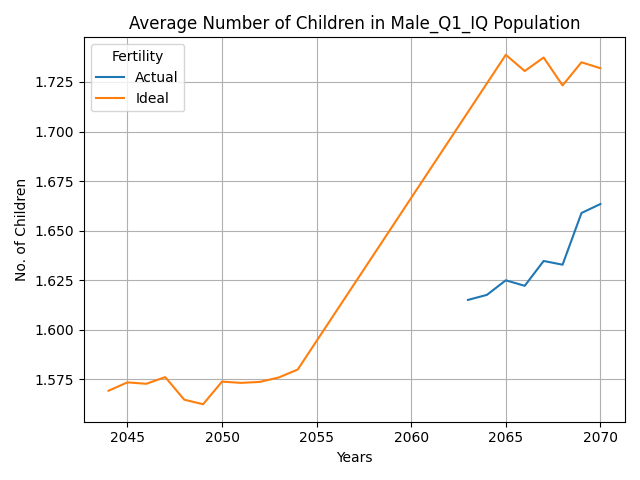 Average Number of Children in Male_Q1_IQ Population
Fertility
Actual
Ideal
No. of Children
1.725
1.700
1.675
1.650
1.625
1.600
1.575
2045 2050 2055 2060 2065 2070
Years